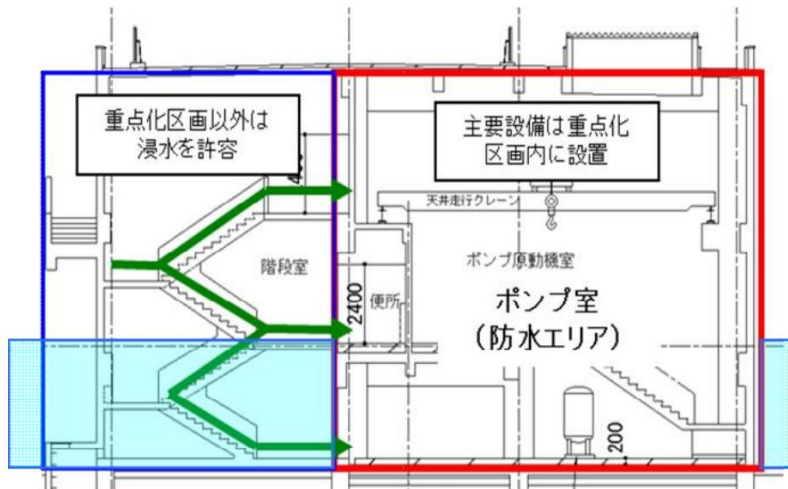 重点化区画以外は
浸水を許容
主要設備は重点化
区画内に設置
天井走行クレーン
階段室
ポンプ原動機室
便所
2400
ポンプ室
(防水エリア)
200